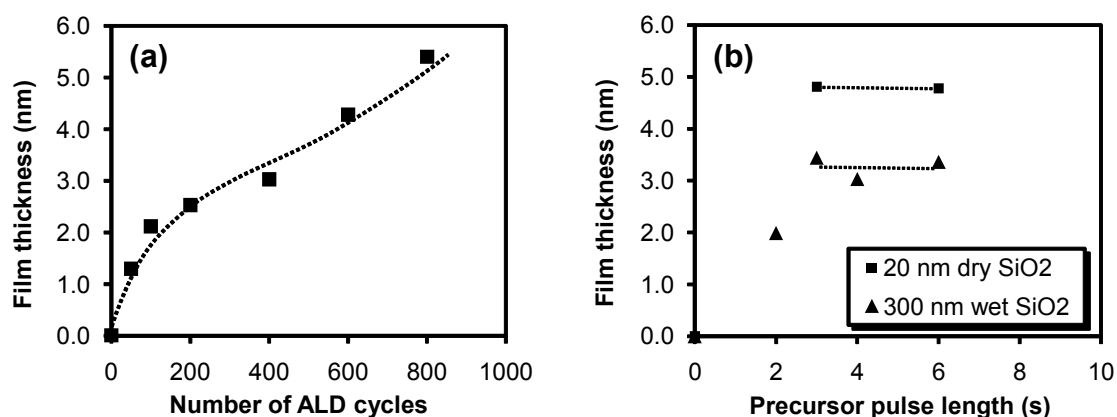 (a)
Film thickness (nm)
6.0
5.0
4.0
3.0
2.0
1.0
0.0
0 200 400 600 800 1000
Number of ALD cycles
(b)
Film thickness (nm)
6.0
5.0
4.0
3.0
2.0
1.0
0.0
20 nm dry SiO2
300 nm wet SiO2
0 2 4 6 8 10
Precursor pulse length (s)